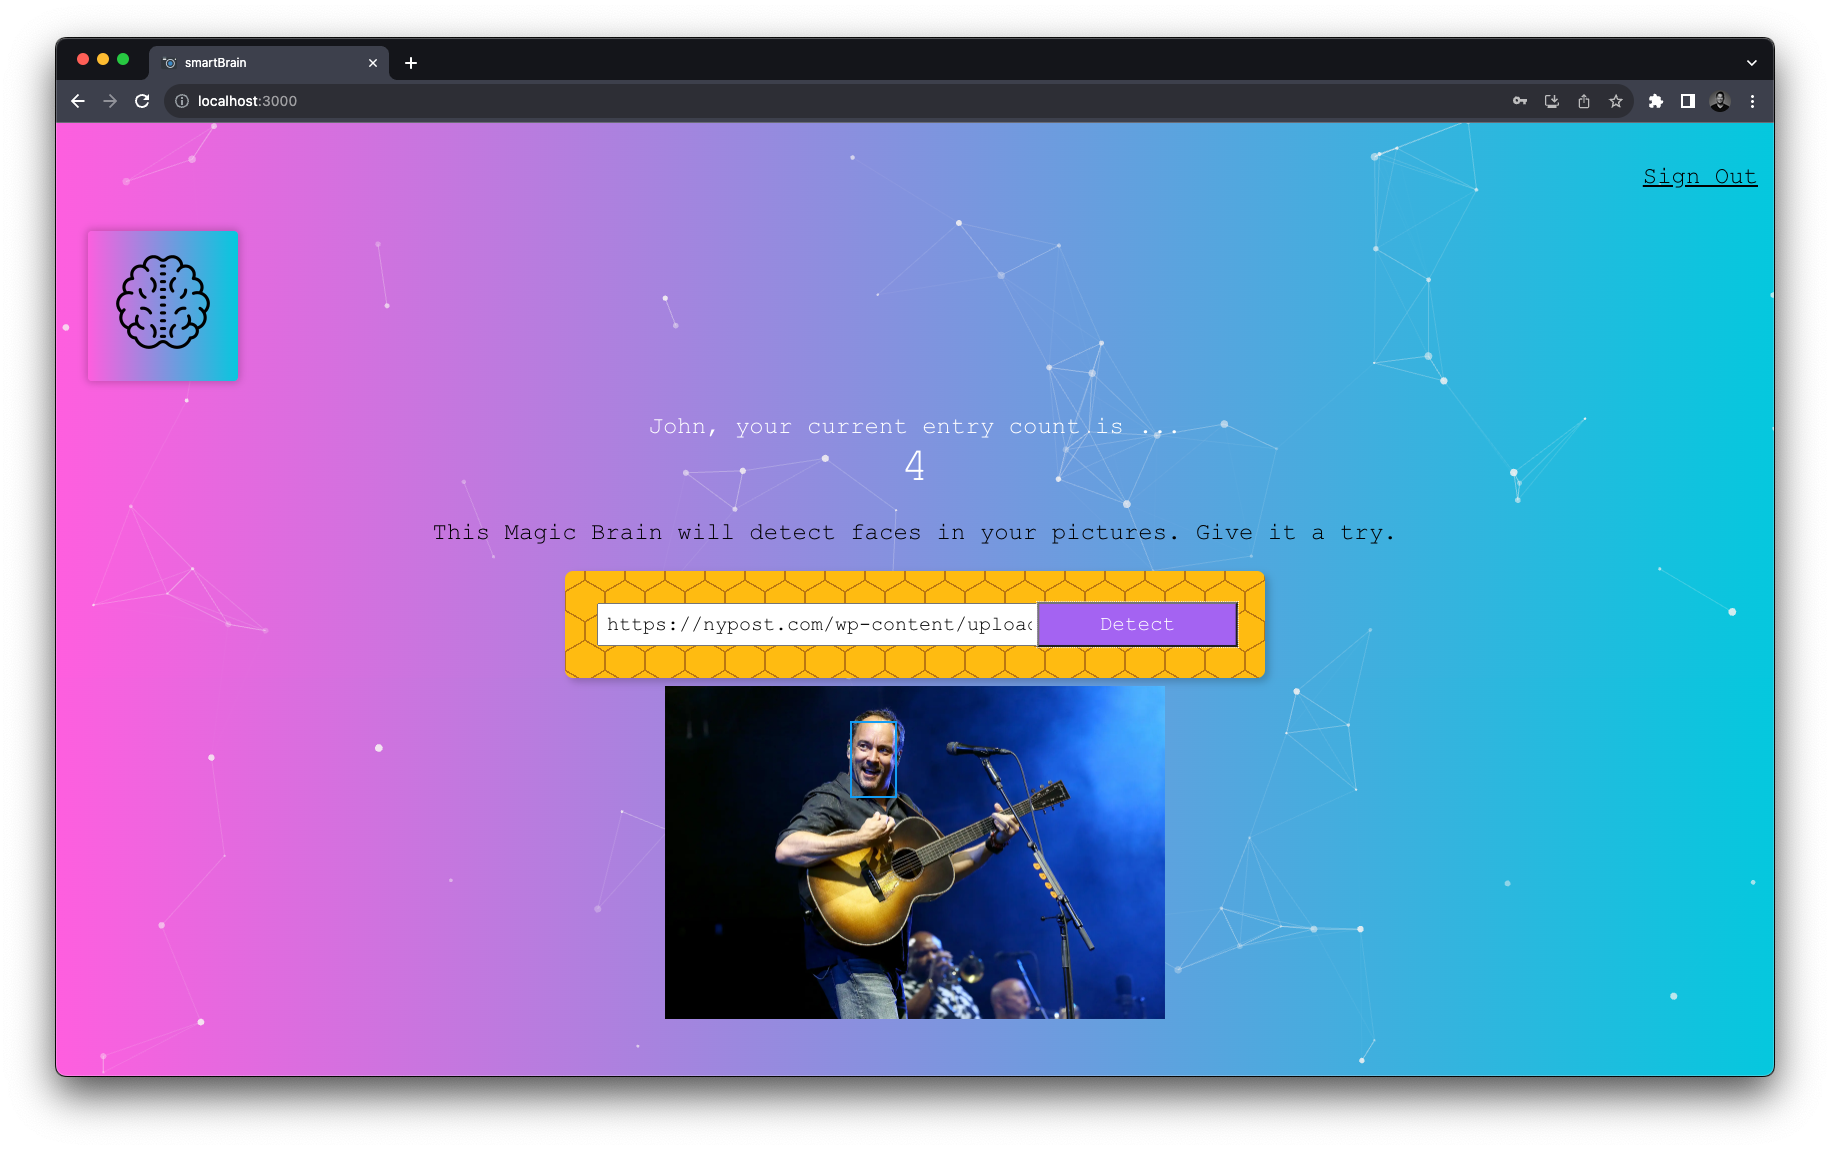 smartBrain
localhost:3000
Sign Out
John, your current entry count is ...
4
This Magic Brain will detect faces in your pictures. Give it a try.
https://nypost.com/wp-content/uploa
Detect